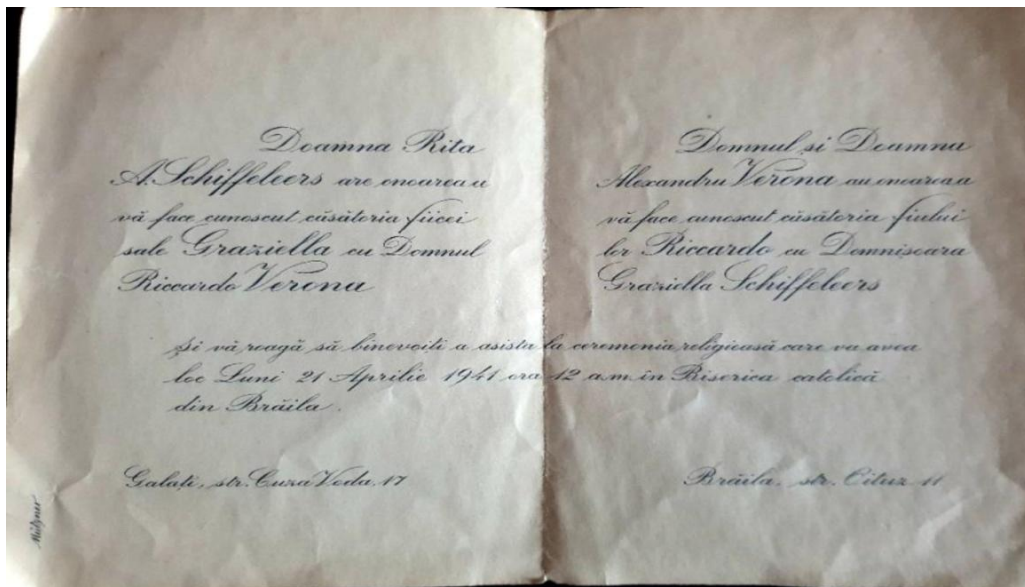 Doamna Rita
A. Schiffeleers are onoarea a
vă face cunoscut căsătoria fiicei
sale Graziella cu Domnul
Riccardo Verona
Domnul și Doamna
Alexandru Verona au onoarea a
vă face cunoscut căsătoria fiului
lor Riccardo cu Domnișoara
Graziella Schiffeleers
Și vă roagă să binevoiți a asista la ceremonia religioasă care va avea
loc Luni 21 Aprilie 1941 ora 12 a.m. în Biserica catolică
din Brăila.
Galați, str. Cuza Voda 17
Brăila, str. Cituz 11